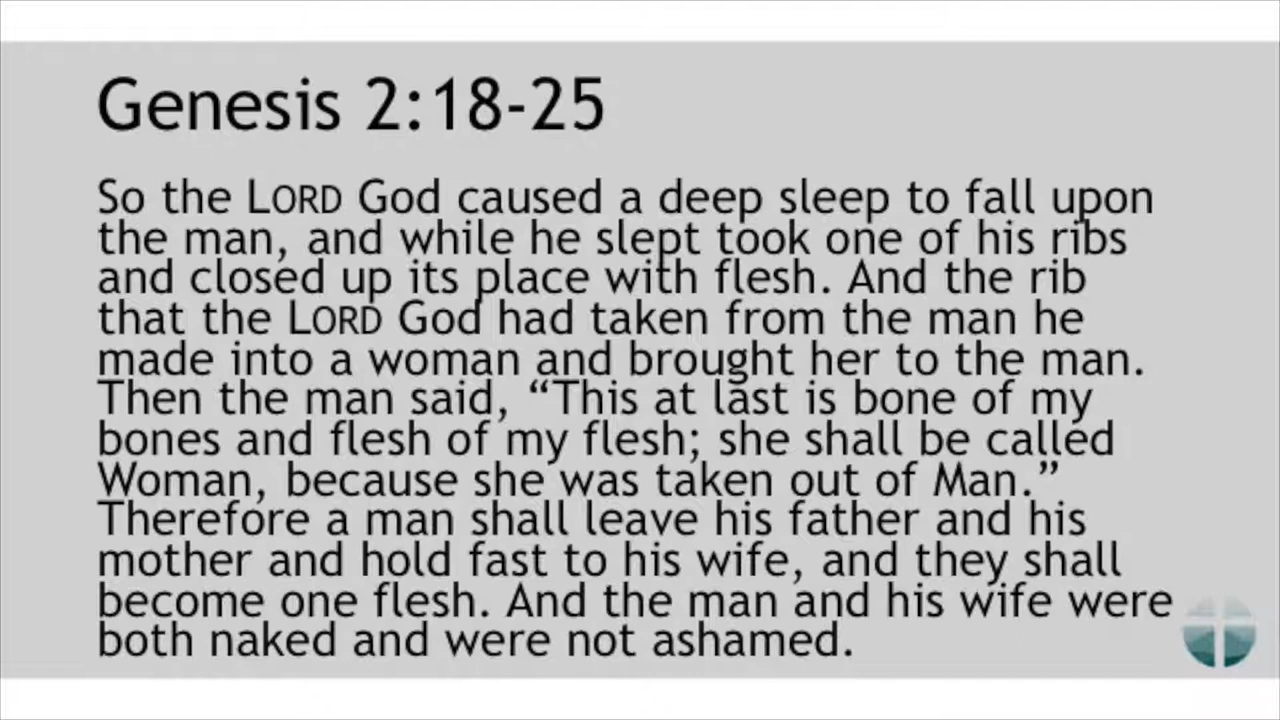 Genesis 2:18-25
So the LORD God caused a deep sleep to fall upon
the man, and while he slept took one of his ribs
and closed up its place with flesh. And the rib
that the LORD God had taken from the man he
made into a woman and brought her to the man.
Then the man said, “This at last is bone of my
bones and flesh of my flesh; she shall be called
Woman, because she was taken out of Man.”
Therefore a man shall leave his father and his
mother and hold fast to his wife, and they shall
become one flesh. And the man and his wife were
both naked and were not ashamed.